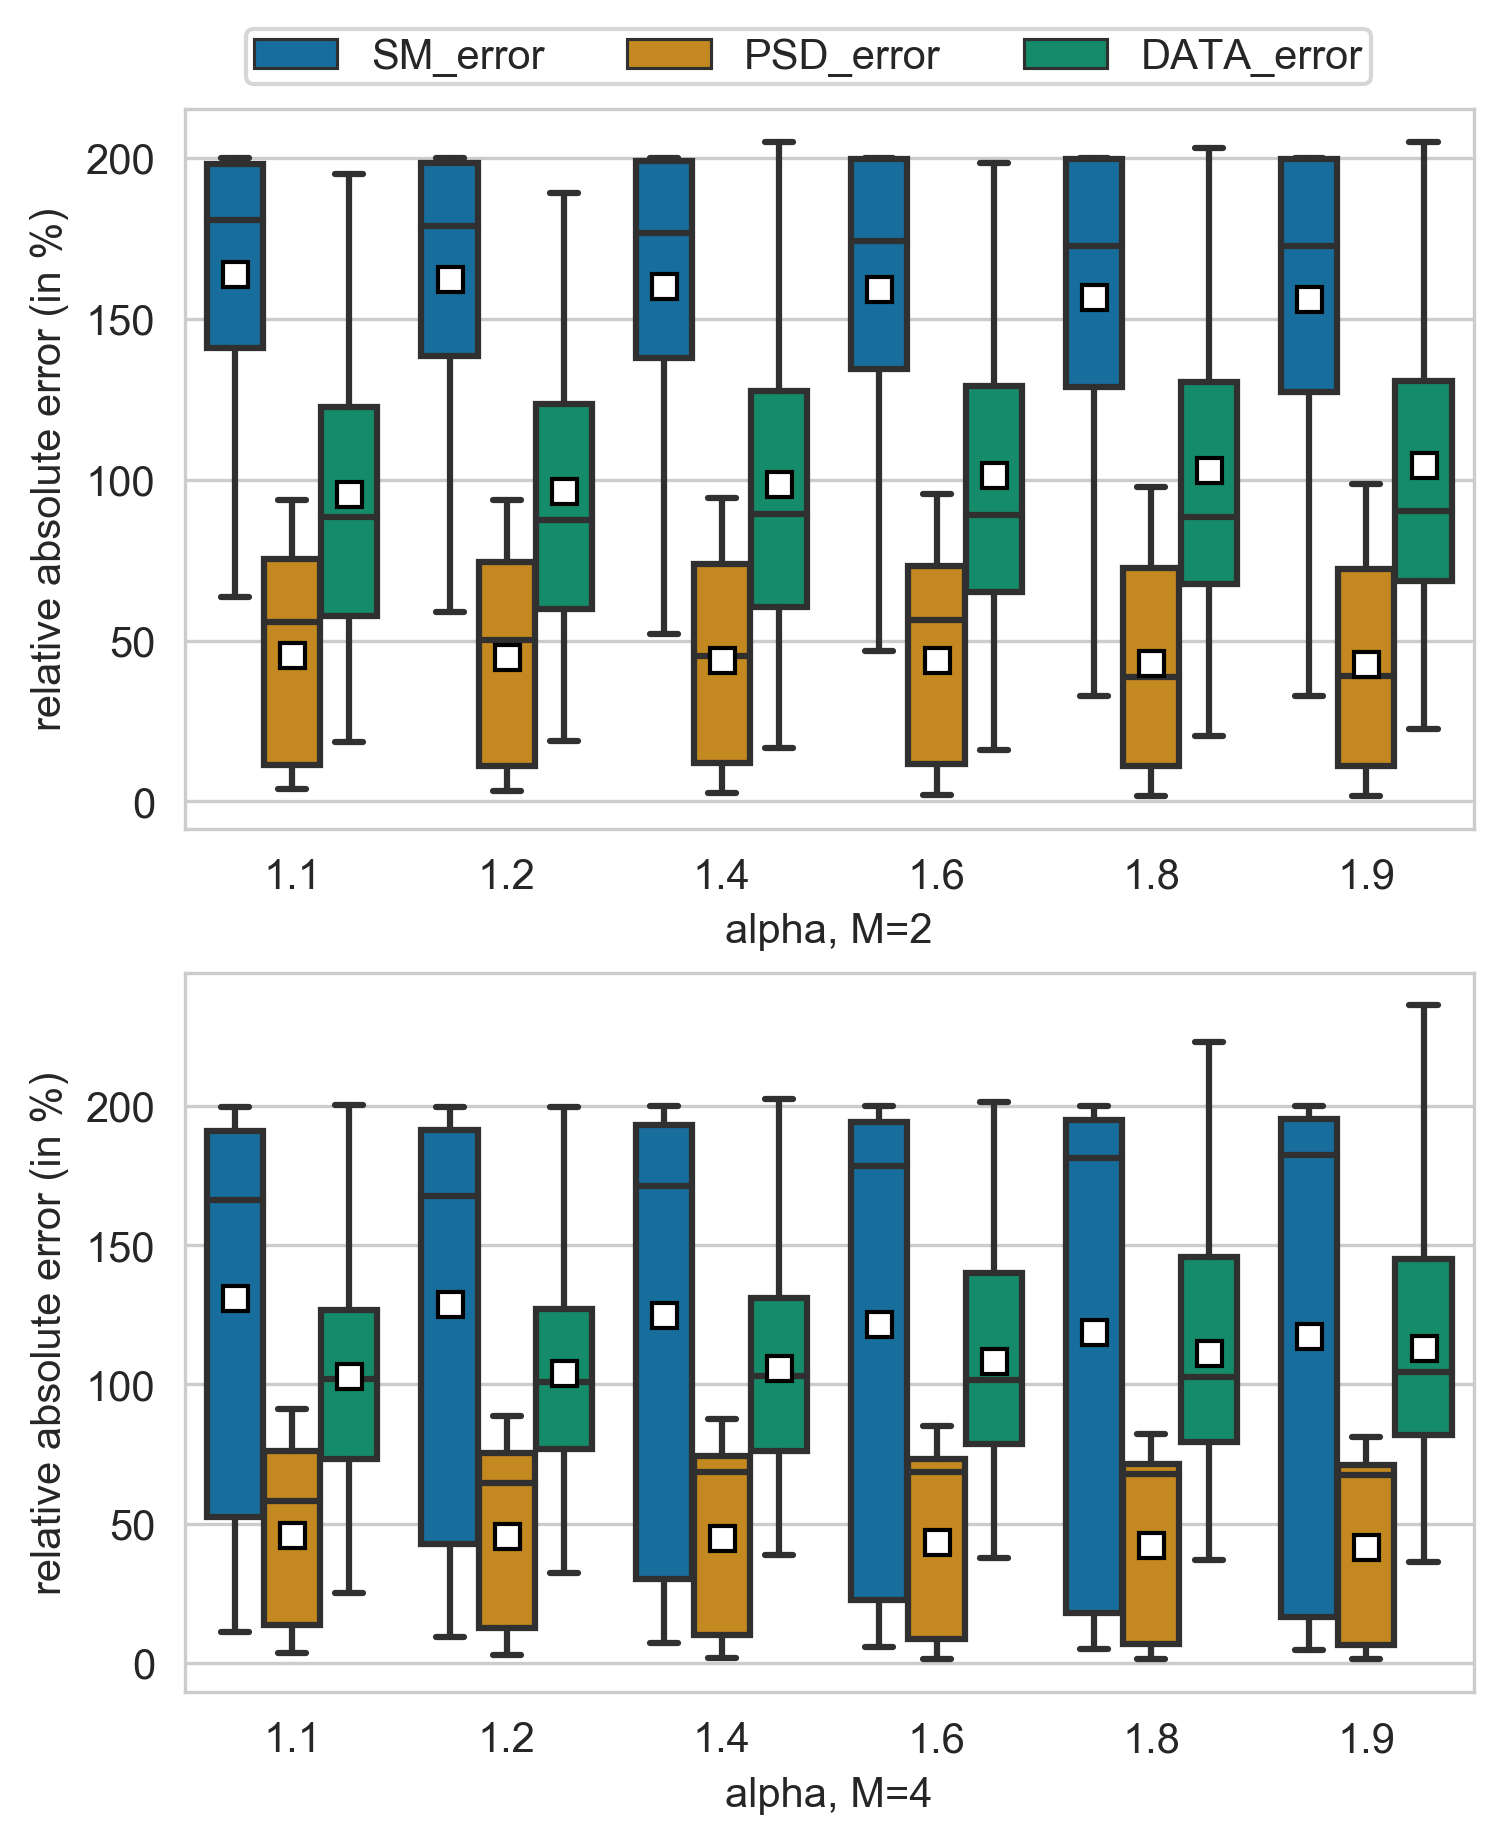 SM_error PSD_error DATA_error
200
150
100
50
0
relative absolute error (in %)
1.1 1.2 1.4 1.6 1.8 1.9
alpha, M=2
200
150
100
50
0
relative absolute error (in %)
1.1 1.2 1.4 1.6 1.8 1.9
alpha, M=4